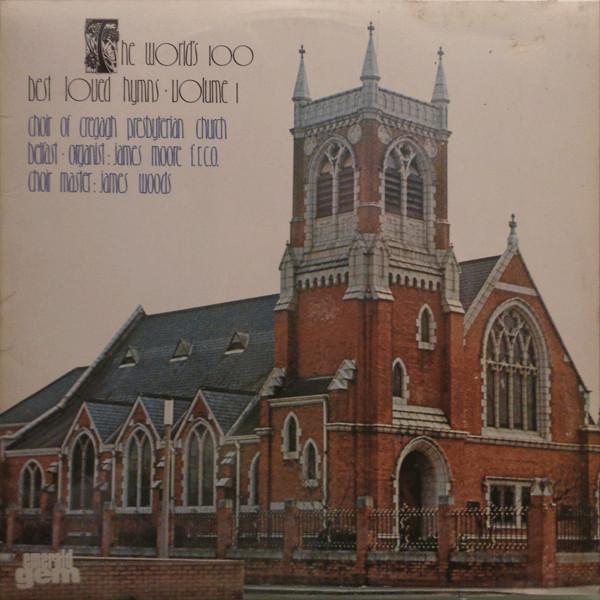 The world's 100
best loved hymns · volume 1
choir of cregagh presbyterian church
belfast · organist: james moore f.r.c.o.
choir master: james woods
emerald
gem